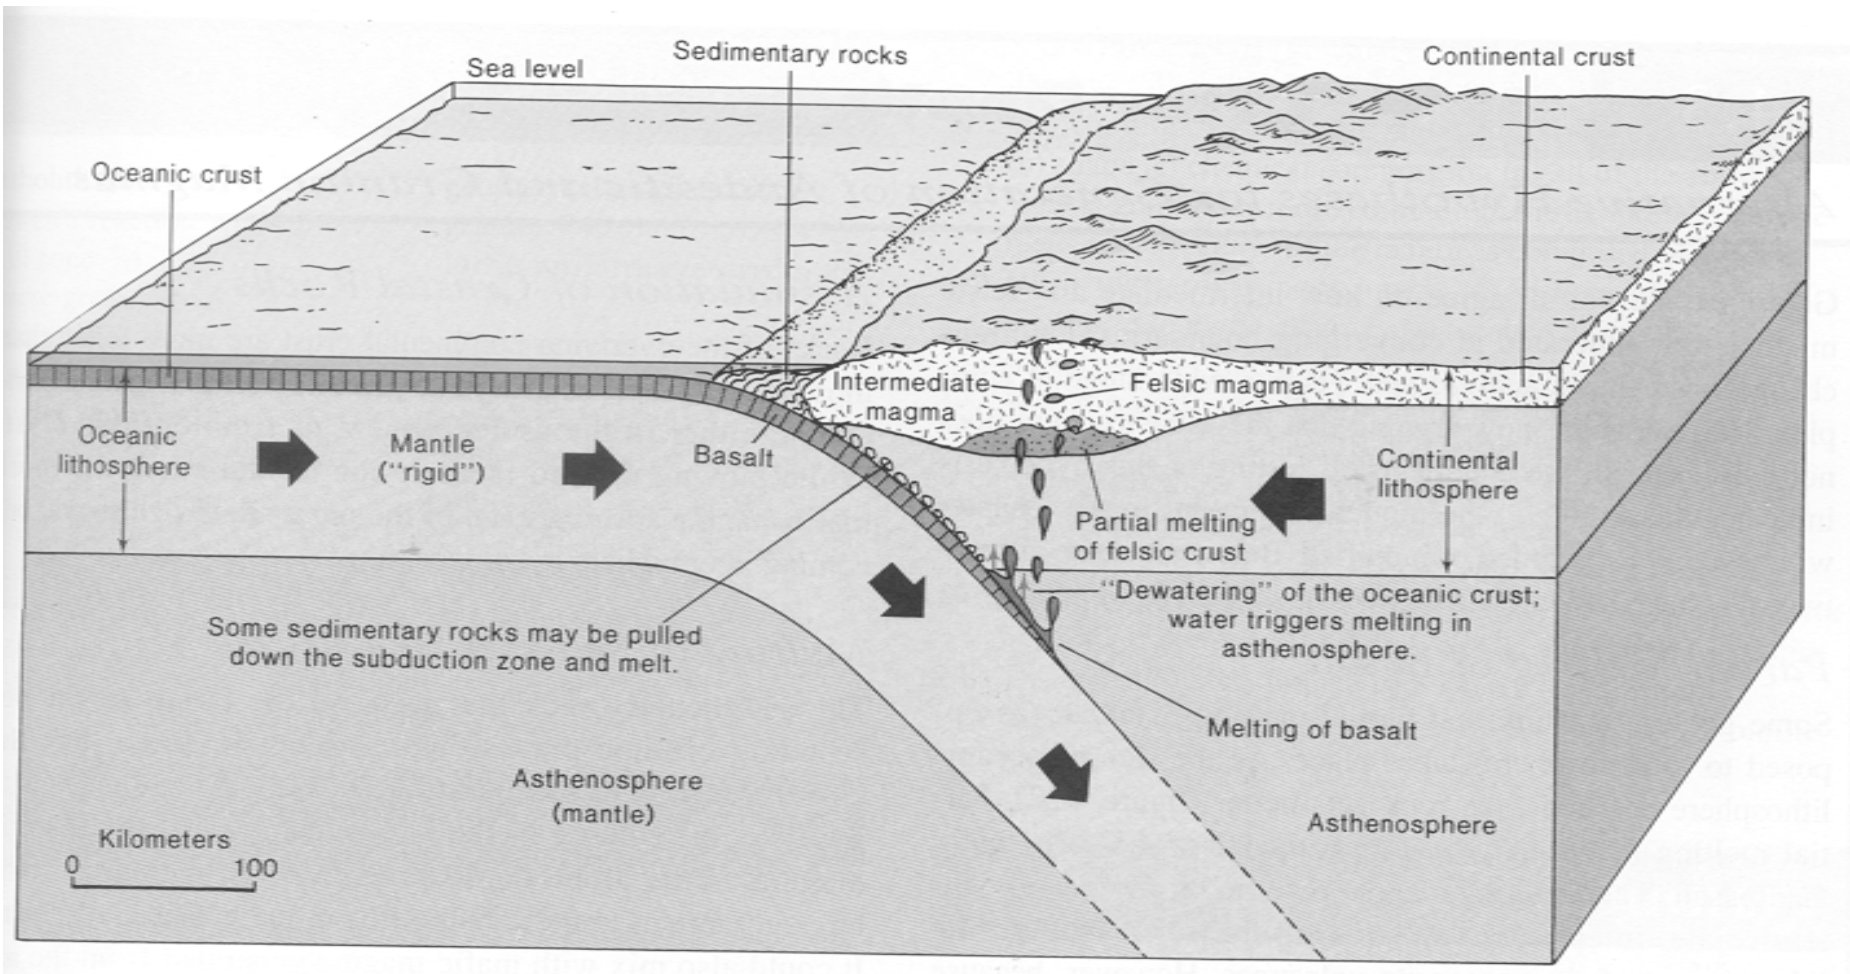 Sedimentary rocks
Continental crust
Sea level
Oceanic crust
Intermediate
magma
Felsic magma
Oceanic
lithosphere
Mantle
("rigid")
Basalt
Continental
lithosphere
Partial melting
of felsic crust
"Dewatering" of the oceanic crust;
water triggers melting in
asthenosphere.
Some sedimentary rocks may be pulled
down the subduction zone and melt.
Melting of basalt
Asthenosphere
(mantle)
Asthenosphere
Kilometers
0 100